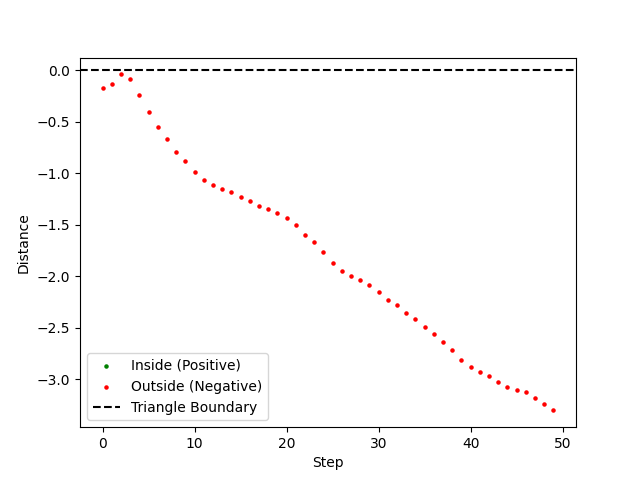 0.0
−0.5
−1.0
−1.5
−2.0
−2.5
−3.0
Distance
Inside (Positive)
Outside (Negative)
Triangle Boundary
0 10 20 30 40 50
Step